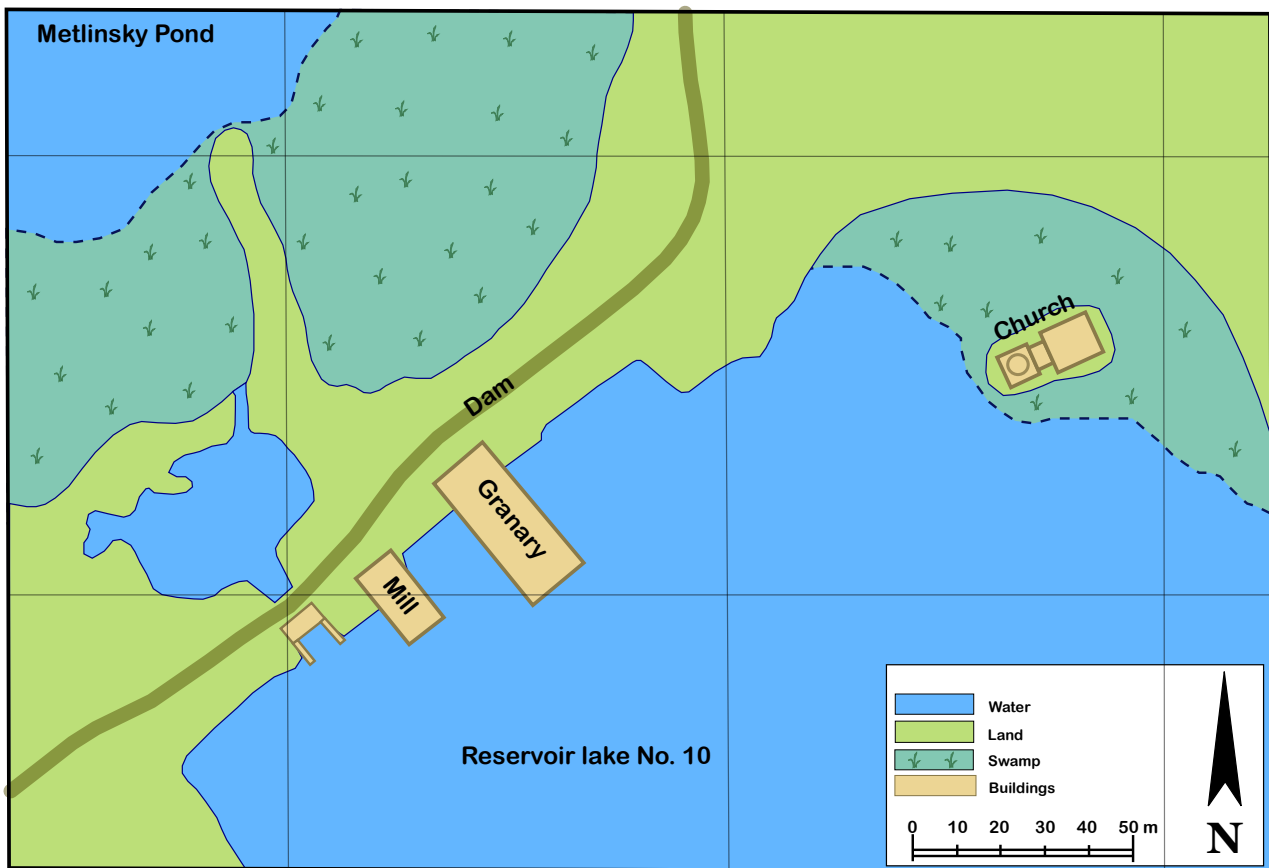 Metlinsky Pond
Church
Dam
Granary
Mill
Reservoir lake No. 10
Water
Land
Swamp
Buildings
0 10 20 30 40 50 m
N